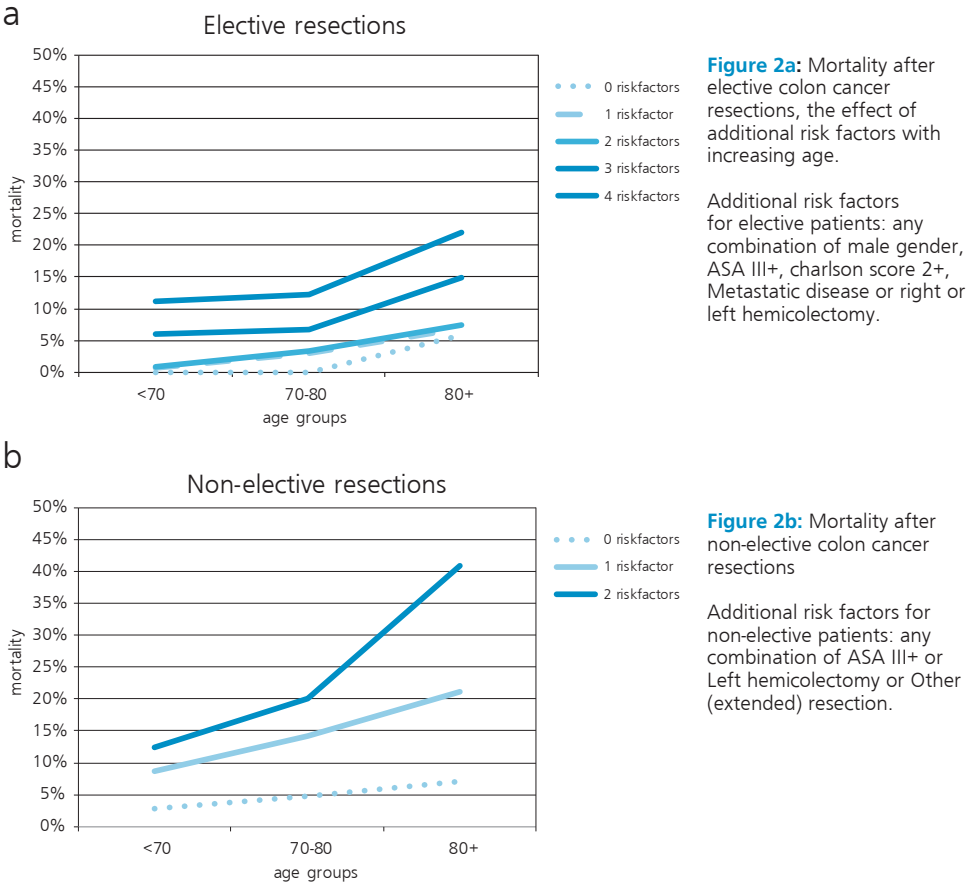 a
Elective resections
50%
45%
40%
35%
30%
25%
20%
15%
10%
5%
0%
mortality
<70
70-80
80+
age groups
0 riskfactors
1 riskfactor
2 riskfactors
3 riskfactors
4 riskfactors
Figure 2a: Mortality after
elective colon cancer
resections, the effect of
additional risk factors with
increasing age.
Additional risk factors
for elective patients: any
combination of male gender,
ASA III+, charlson score 2+,
Metastatic disease or right or
left hemicolectomy.
b
Non-elective resections
50%
45%
40%
35%
30%
25%
20%
15%
10%
5%
0%
mortality
<70
70-80
80+
age groups
0 riskfactors
1 riskfactor
2 riskfactors
Figure 2b: Mortality after
non-elective colon cancer
resections
Additional risk factors for
non-elective patients: any
combination of ASA III+ or
Left hemicolectomy or Other
(extended) resection.